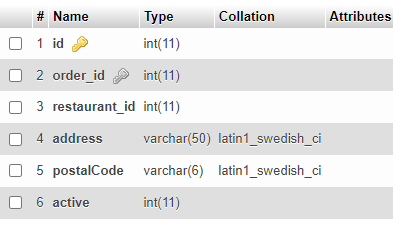 # Name Type Collation Attributes
1 id int(11)
2 order_id int(11)
3 restaurant_id int(11)
4 address varchar(50) latin1_swedish_ci
5 postalCode varchar(6) latin1_swedish_ci
6 active int(11)